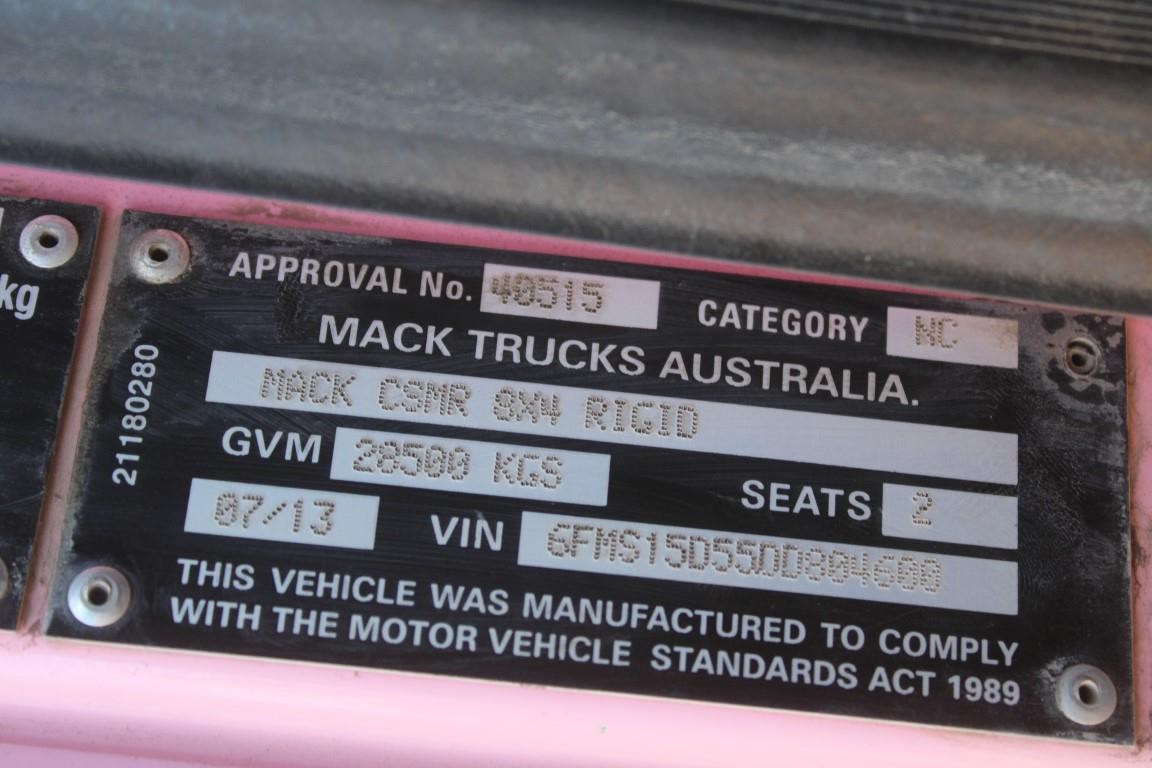 kg
21180280
APPROVAL No. 40515 CATEGORY NC
MACK TRUCKS AUSTRALIA.
MACK CSMR 8X4 RIGID
GVM 28500 KGS SEATS 2
07/13 VIN 6FMS15D55DD804600
THIS VEHICLE WAS MANUFACTURED TO COMPLY
WITH THE MOTOR VEHICLE STANDARDS ACT 1989